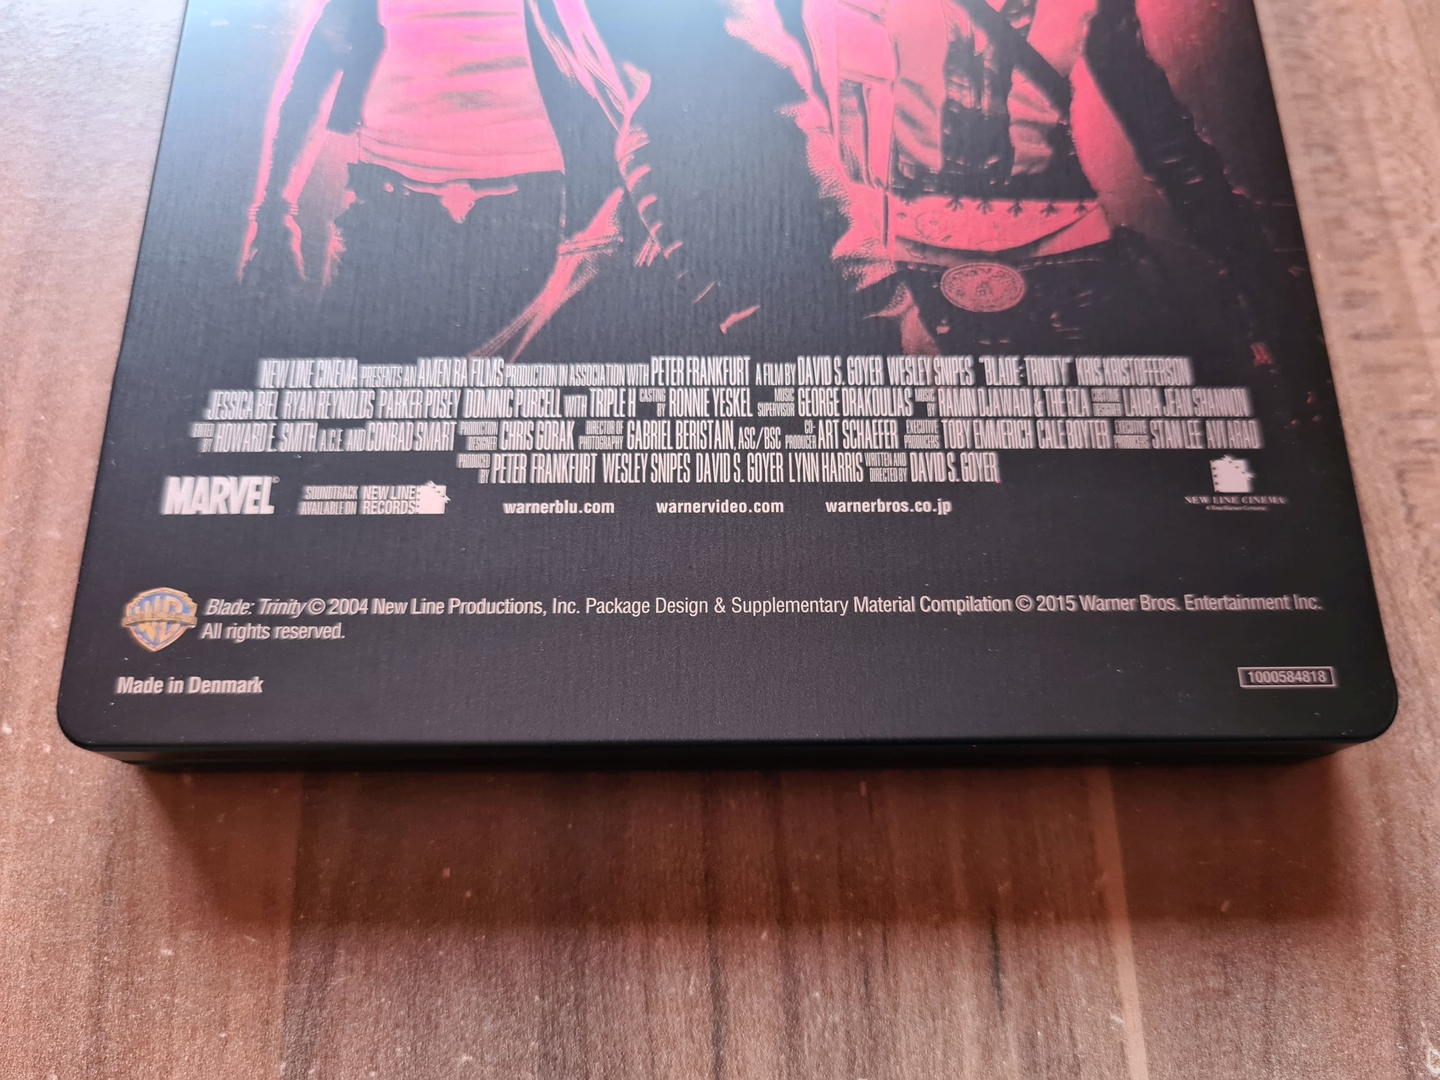 NEW LINE CINEMA PRESENTS AN AMEN RA FILMS PRODUCTION IN ASSOCIATION WITH PETER FRANKFURT A FILM BY DAVID S. GOYER WESLEY SNIPES "BLADE: TRINITY" KRIS KRISTOFFERSON
JESSICA BIEL RYAN REYNOLDS PARKER POSEY DOMINIC PURCELL WITH TRIPLE H CASTING BY RONNIE YESKEL MUSIC SUPERVISOR GEORGE DRAKOULIAS MUSIC BY RAMIN DJAWADI & THE RZA COSTUME DESIGNER LAURA JEAN SHANNON
EDITED BY HOWARD E. SMITH, A.C.E. AND CONRAD SMART PRODUCTION DESIGNER CHRIS GORAK DIRECTOR OF PHOTOGRAPHY GABRIEL BERISTAIN, ASC/BSC CO-PRODUCER ART SCHAEFER EXECUTIVE PRODUCERS TOBY EMMERICH CALE BOYTER EXECUTIVE PRODUCERS STAN LEE AVI ARAD
PRODUCED BY PETER FRANKFURT WESLEY SNIPES DAVID S. GOYER LYNN HARRIS WRITTEN AND DIRECTED BY DAVID S. GOYER
MARVEL SOUNDTRACK AVAILABLE ON NEW LINE RECORDS warnerblu.com warnervideo.com warnerbros.co.jp NEW LINE CINEMA
A Time Warner Company
WB Blade: Trinity © 2004 New Line Productions, Inc. Package Design & Supplementary Material Compilation © 2015 Warner Bros. Entertainment Inc.
All rights reserved.
Made in Denmark 1000584818